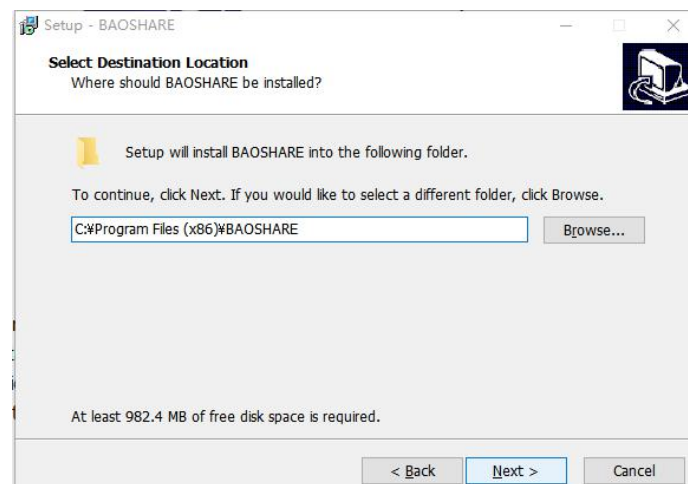 Setup - BAOSHARE
Select Destination Location
Where should BAOSHARE be installed?
Setup will install BAOSHARE into the following folder.
To continue, click Next. If you would like to select a different folder, click Browse.
C:¥Program Files (x86)¥BAOSHARE
Browse...
At least 982.4 MB of free disk space is required.
< Back
Next >
Cancel